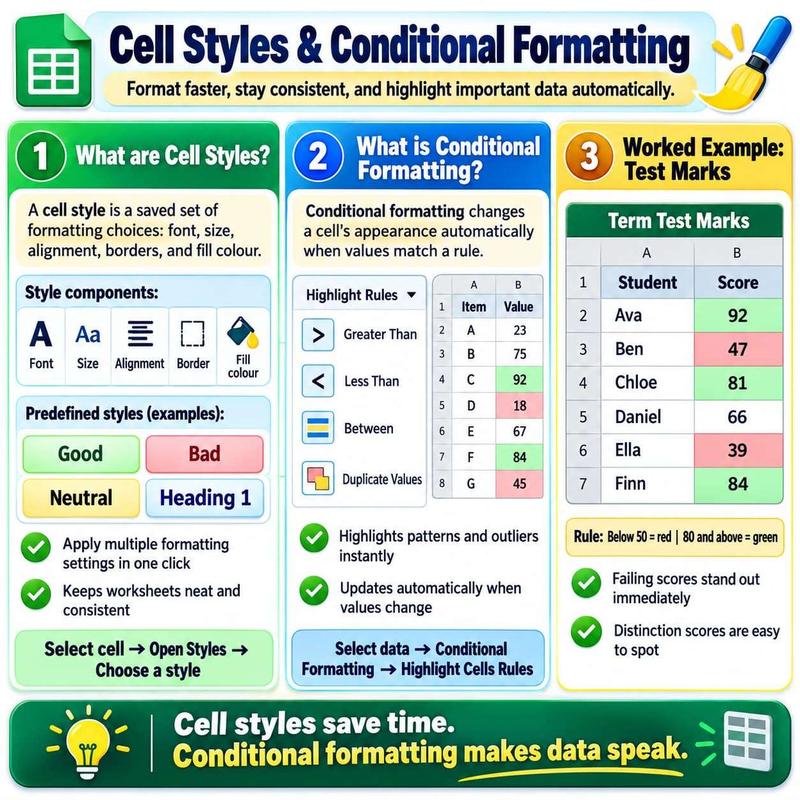 Cell Styles & Conditional Formatting
Format faster, stay consistent, and highlight important data automatically.
1 What are Cell Styles?
A cell style is a saved set of
formatting choices: font, size,
alignment, borders, and fill colour.
Style components:
A Aa
Font Size Alignment Border Fill
colour
Predefined styles (examples):
Good Bad
Neutral Heading 1
Apply multiple formatting
settings in one click
Keeps worksheets neat and
consistent
Select cell → Open Styles →
Choose a style
2 What is Conditional
Formatting?
Conditional formatting changes
a cell's appearance automatically
when values match a rule.
Highlight Rules ▼
> Greater Than
< Less Than
= Between
Duplicate Values
A B
1 Item Value
2 A 23
3 B 75
4 C 92
5 D 18
6 E 67
7 F 84
8 G 45
Highlights patterns and outliers
instantly
Updates automatically when
values change
Select data → Conditional
Formatting → Highlight Cells Rules
3 Worked Example:
Test Marks
Term Test Marks
A B
1 Student Score
2 Ava 92
3 Ben 47
4 Chloe 81
5 Daniel 66
6 Ella 39
7 Finn 84
Rule: Below 50 = red | 80 and above = green
Failing scores stand out
immediately
Distinction scores are easy
to spot
Cell styles save time.
Conditional formatting makes data speak.